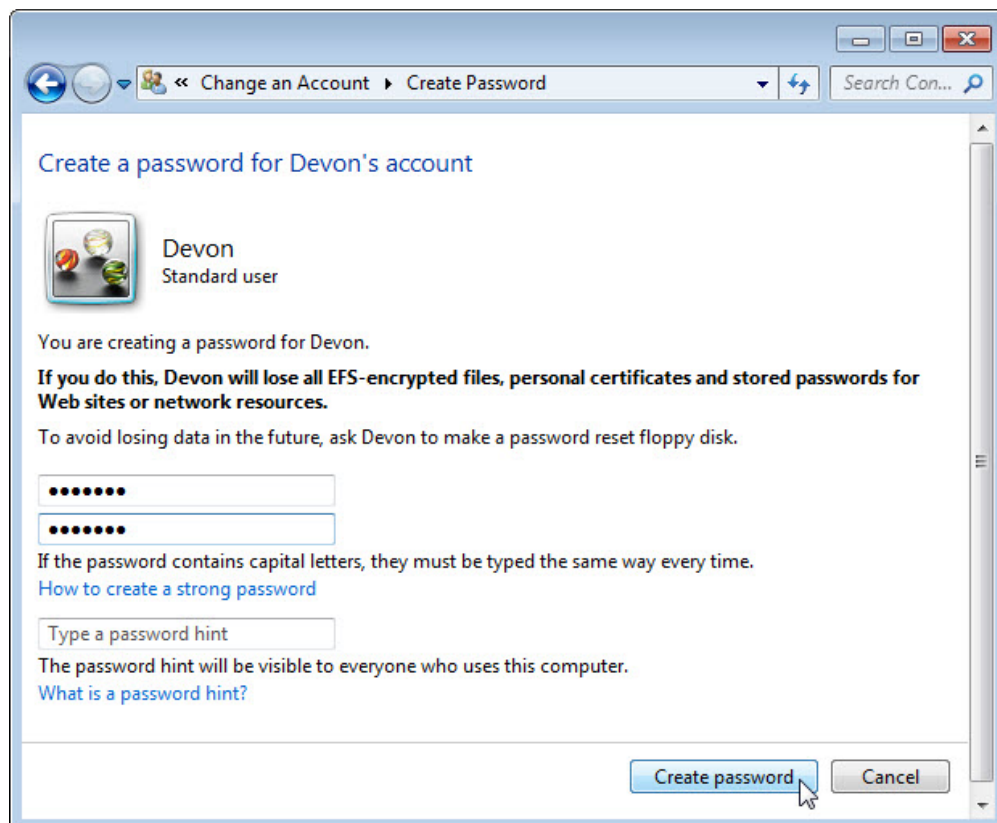 « Change an Account ▸ Create Password
Search Con...
Create a password for Devon's account
Devon
Standard user
You are creating a password for Devon.
If you do this, Devon will lose all EFS-encrypted files, personal certificates and stored passwords for
Web sites or network resources.
To avoid losing data in the future, ask Devon to make a password reset floppy disk.
•••••••
•••••••
If the password contains capital letters, they must be typed the same way every time.
How to create a strong password
Type a password hint
The password hint will be visible to everyone who uses this computer.
What is a password hint?
Create password
Cancel